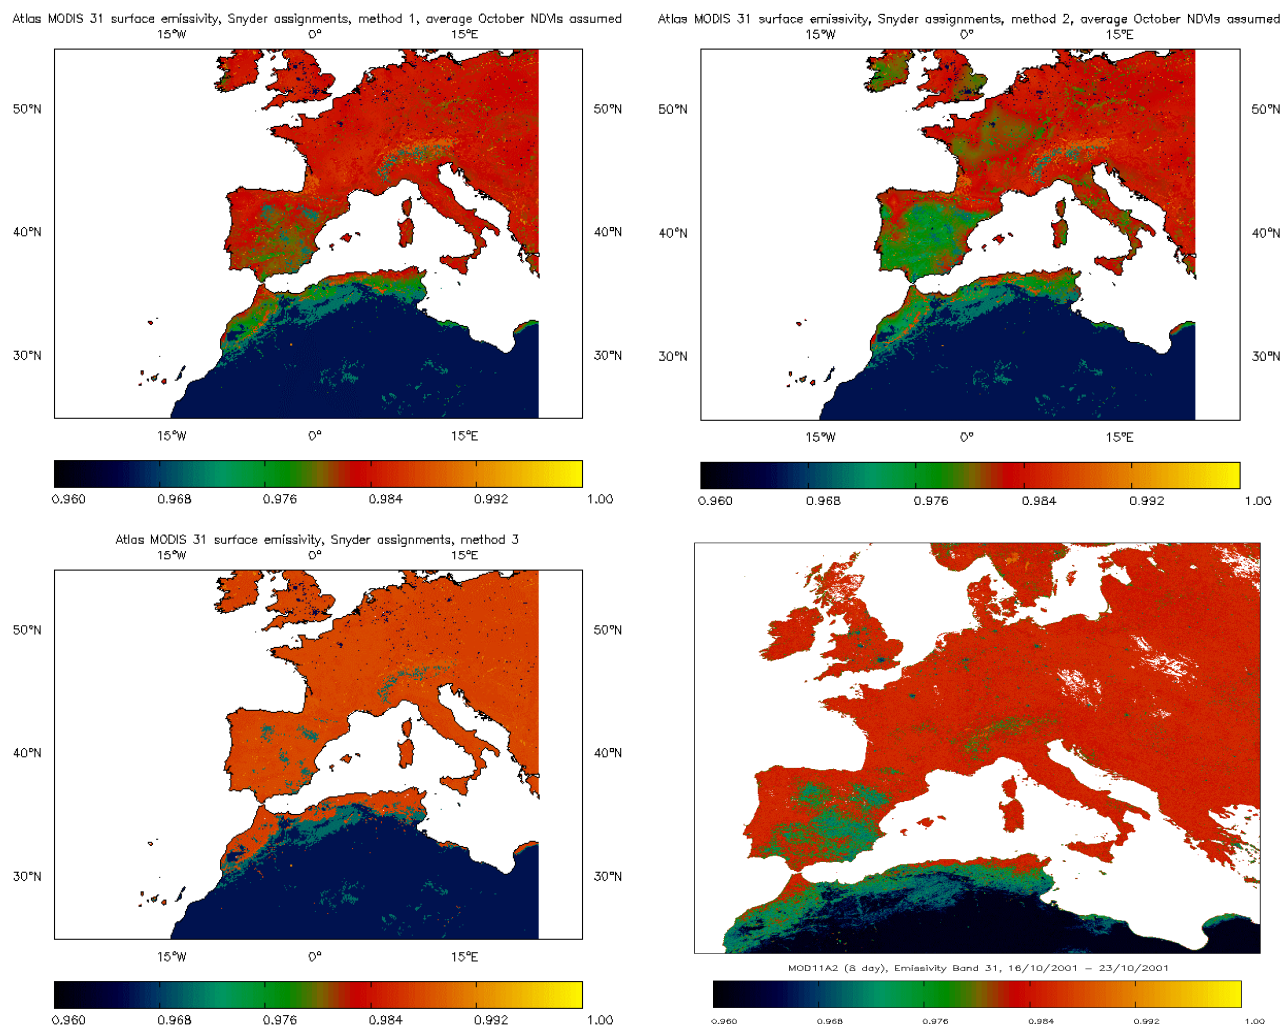 Atlas MODIS 31 surface emissivity, Snyder assignments, method 1, average October NDVIs assumed
15°W 0° 15°E
50°N 50°N
40°N 40°N
30°N 30°N
15°W 0° 15°E
0.960 0.968 0.976 0.984 0.992 1.00
Atlas MODIS 31 surface emissivity, Snyder assignments, method 2, average October NDVIs assumed
15°W 0° 15°E
50°N 50°N
40°N 40°N
30°N 30°N
15°W 0° 15°E
0.960 0.968 0.976 0.984 0.992 1.00
Atlas MODIS 31 surface emissivity, Snyder assignments, method 3
15°W 0° 15°E
50°N 50°N
40°N 40°N
30°N 30°N
15°W 0° 15°E
0.960 0.968 0.976 0.984 0.992 1.00
MOD11A2 (8 day), Emissivity Band 31, 16/10/2001 – 23/10/2001
0.960 0.968 0.976 0.984 0.992 1.00